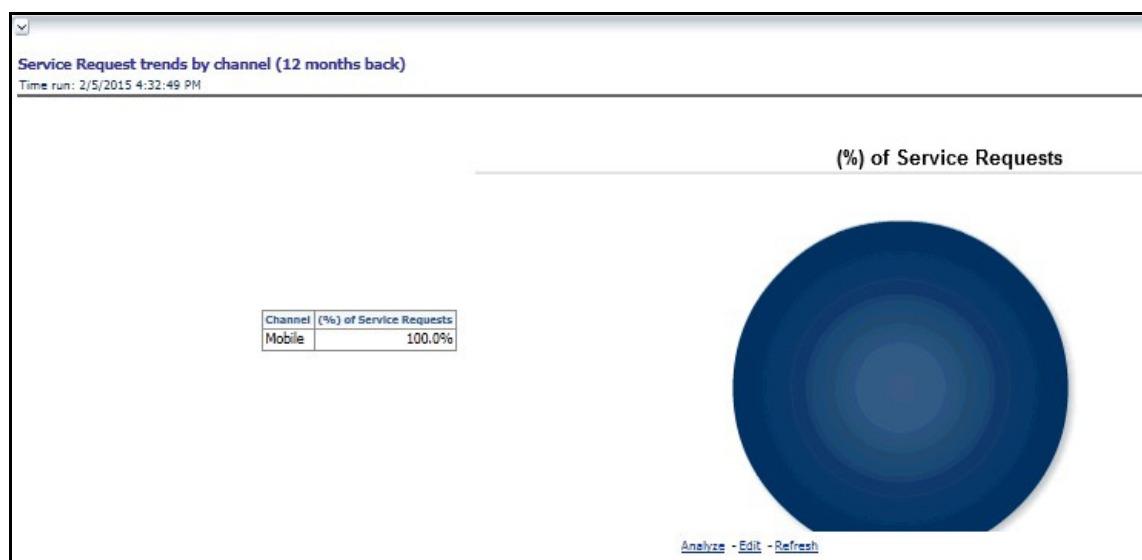 Service Request trends by channel (12 months back)
Time run: 2/5/2015 4:32:49 PM
(%) of Service Requests
Channel (%) of Service Requests
Mobile 100.0%
Analyze - Edit - Refresh